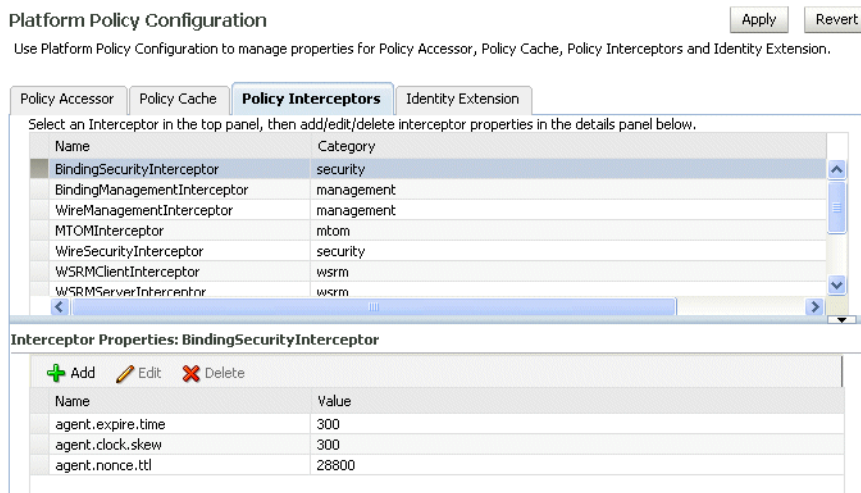 Platform Policy Configuration
Apply
Revert
Use Platform Policy Configuration to manage properties for Policy Accessor, Policy Cache, Policy Interceptors and Identity Extension.
Policy Accessor
Policy Cache
Policy Interceptors
Identity Extension
Select an Interceptor in the top panel, then add/edit/delete interceptor properties in the details panel below.
Name Category
BindingSecurityInterceptor security
BindingManagementInterceptor management
WireManagementInterceptor management
MTOMInterceptor mtom
WireSecurityInterceptor security
WSRMClientInterceptor wsrm
WSRMServerInterceptor wsrm
Interceptor Properties: BindingSecurityInterceptor
Add Edit Delete
Name Value
agent.expire.time 300
agent.clock.skew 300
agent.nonce.ttl 28800